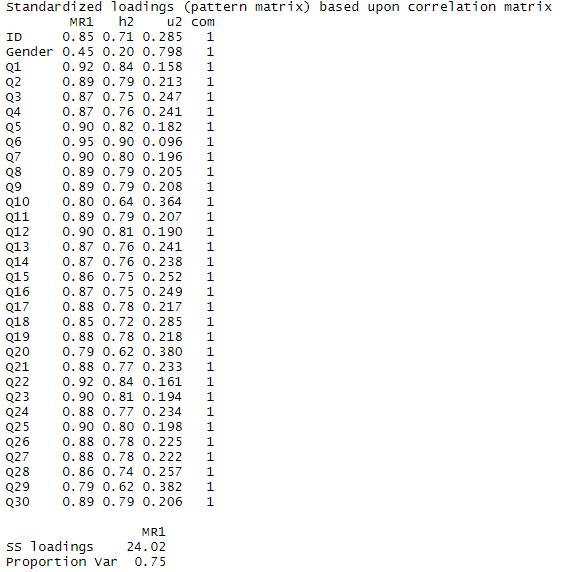 Standardized loadings (pattern matrix) based upon correlation matrix
MR1 h2 u2 com
ID 0.85 0.71 0.285 1
Gender 0.45 0.20 0.798 1
Q1 0.92 0.84 0.158 1
Q2 0.89 0.79 0.213 1
Q3 0.87 0.75 0.247 1
Q4 0.87 0.76 0.241 1
Q5 0.90 0.82 0.182 1
Q6 0.95 0.90 0.096 1
Q7 0.90 0.80 0.196 1
Q8 0.89 0.79 0.205 1
Q9 0.89 0.79 0.208 1
Q10 0.80 0.64 0.364 1
Q11 0.89 0.79 0.207 1
Q12 0.90 0.81 0.190 1
Q13 0.87 0.76 0.241 1
Q14 0.87 0.76 0.238 1
Q15 0.86 0.75 0.252 1
Q16 0.87 0.75 0.249 1
Q17 0.88 0.78 0.217 1
Q18 0.85 0.72 0.285 1
Q19 0.88 0.78 0.218 1
Q20 0.79 0.62 0.380 1
Q21 0.88 0.77 0.233 1
Q22 0.92 0.84 0.161 1
Q23 0.90 0.81 0.194 1
Q24 0.88 0.77 0.234 1
Q25 0.90 0.80 0.198 1
Q26 0.88 0.78 0.225 1
Q27 0.88 0.78 0.222 1
Q28 0.86 0.74 0.257 1
Q29 0.79 0.62 0.382 1
Q30 0.89 0.79 0.206 1
MR1
SS loadings 24.02
Proportion Var 0.75